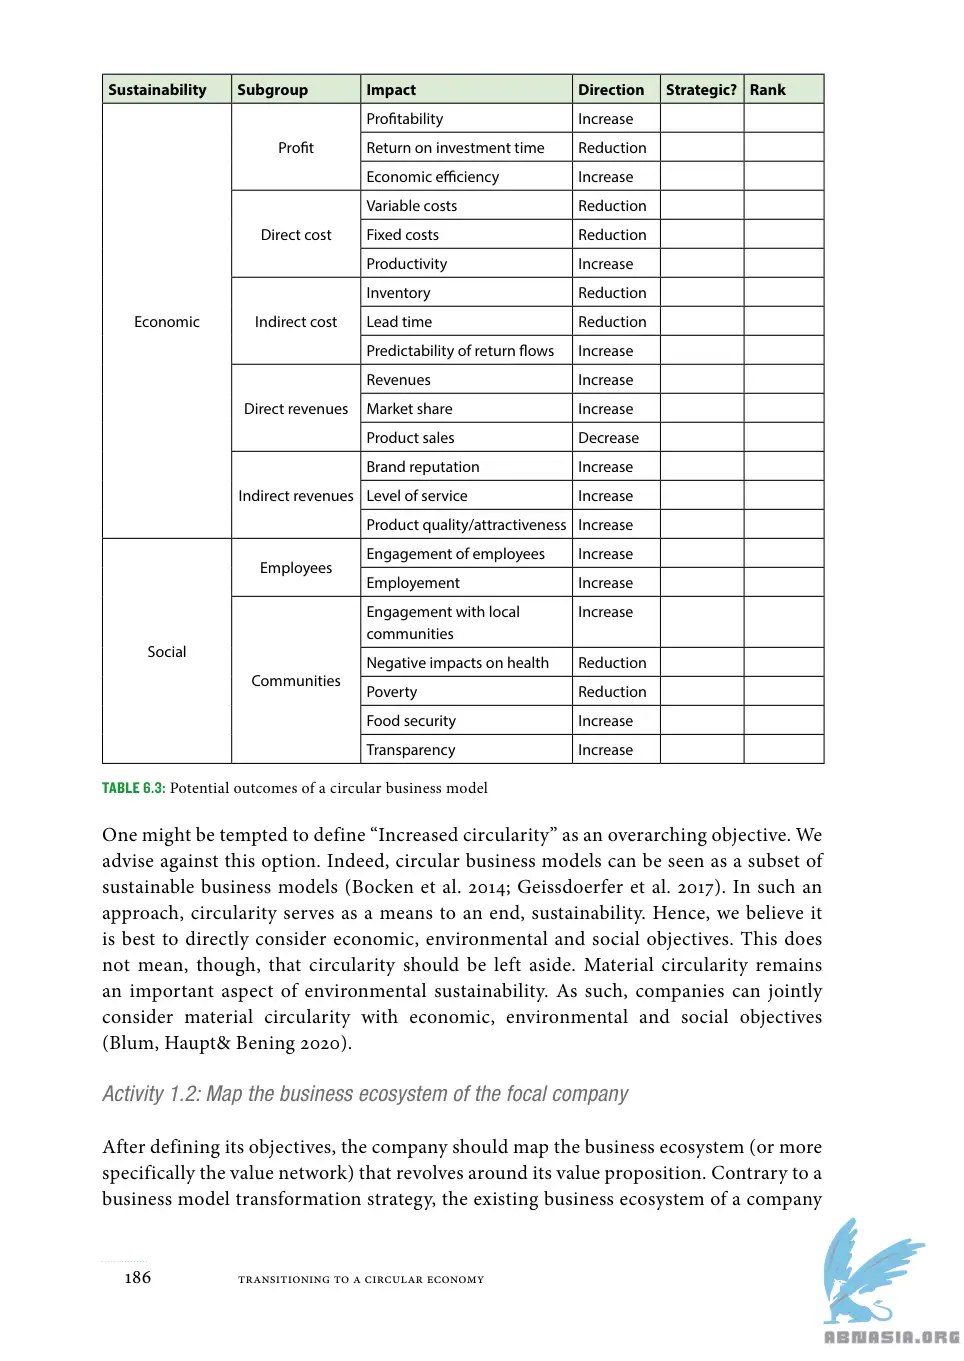 Sustainability Subgroup Impact Direction Strategic? Rank
Profitability Increase
Profit Return on investment time Reduction
Economic efficiency Increase
Variable costs Reduction
Direct cost Fixed costs Reduction
Productivity Increase
Inventory Reduction
Economic Indirect cost Lead time Reduction
Predictability of return flows Increase
Revenues Increase
Direct revenues Market share Increase
Product sales Decrease
Brand reputation Increase
Indirect revenues Level of service Increase
Product quality/attractiveness Increase
Engagement of employees Increase
Employees
Employement Increase
Engagement with local Increase
communities
Social
Negative impacts on health Reduction
Communities
Poverty Reduction
Food security Increase
Transparency Increase
TABLE 6.3: Potential outcomes of a circular business model
One might be tempted to define “Increased circularity” as an overarching objective. We
advise against this option. Indeed, circular business models can be seen as a subset of
sustainable business models (Bocken et al. 2014; Geissdoerfer et al. 2017). In such an
approach, circularity serves as a means to an end, sustainability. Hence, we believe it
is best to directly consider economic, environmental and social objectives. This does
not mean, though, that circularity should be left aside. Material circularity remains
an important aspect of environmental sustainability. As such, companies can jointly
consider material circularity with economic, environmental and social objectives
(Blum, Haupt& Bening 2020).
Activity 1.2: Map the business ecosystem of the focal company
After defining its objectives, the company should map the business ecosystem (or more
specifically the value network) that revolves around its value proposition. Contrary to a
business model transformation strategy, the existing business ecosystem of a company
186 TRANSITIONING TO A CIRCULAR ECONOMY
ABNASIA.ORG